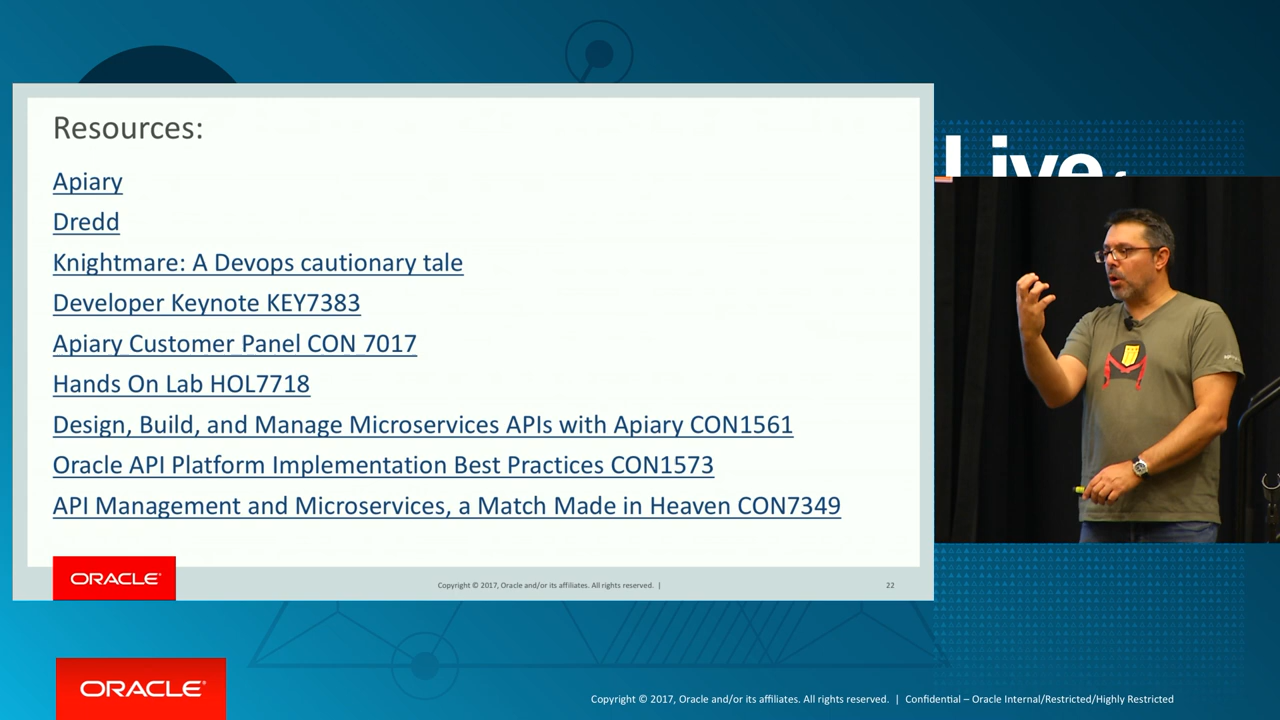 Live.
Resources:
Apiary
Dredd
Knightmare: A Devops cautionary tale
Developer Keynote KEY7383
Apiary Customer Panel CON 7017
Hands On Lab HOL7718
Design, Build, and Manage Microservices APIs with Apiary CON1561
Oracle API Platform Implementation Best Practices CON1573
API Management and Microservices, a Match Made in Heaven CON7349
ORACLE®
Copyright © 2017, Oracle and/or its affiliates. All rights reserved. |
22
ORACLE®
Copyright © 2017, Oracle and/or its affiliates. All rights reserved. | Confidential – Oracle Internal/Restricted/Highly Restricted